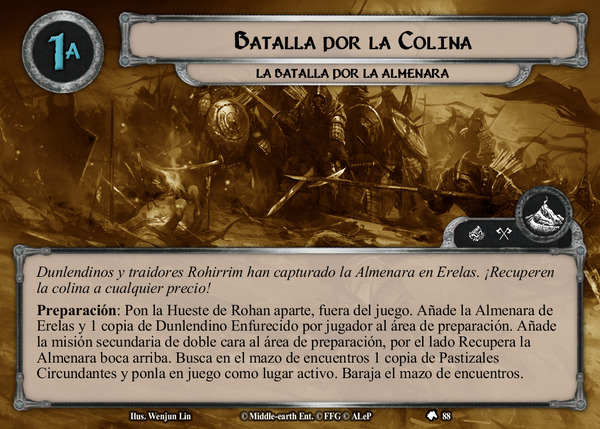 1A
Batalla por la Colina
La Batalla por la Almenara
Dunlendinos y traidores Rohirrim han capturado la Almenara en Erelas. ¡Recuperen
la colina a cualquier precio!
Preparación: Pon la Hueste de Rohan aparte, fuera del juego. Añade la Almenara de
Erelas y 1 copia de Dunlendino Enfurecido por jugador al área de preparación. Añade
la misión secundaria de doble cara al área de preparación, por el lado Recupera la
Almenara boca arriba. Busca en el mazo de encuentros 1 copia de Pastizales
Circundantes y ponla en juego como lugar activo. Baraja el mazo de encuentros.
Ilus. Wenjun Lin © Middle-earth Ent. © FFG © ALeP 88